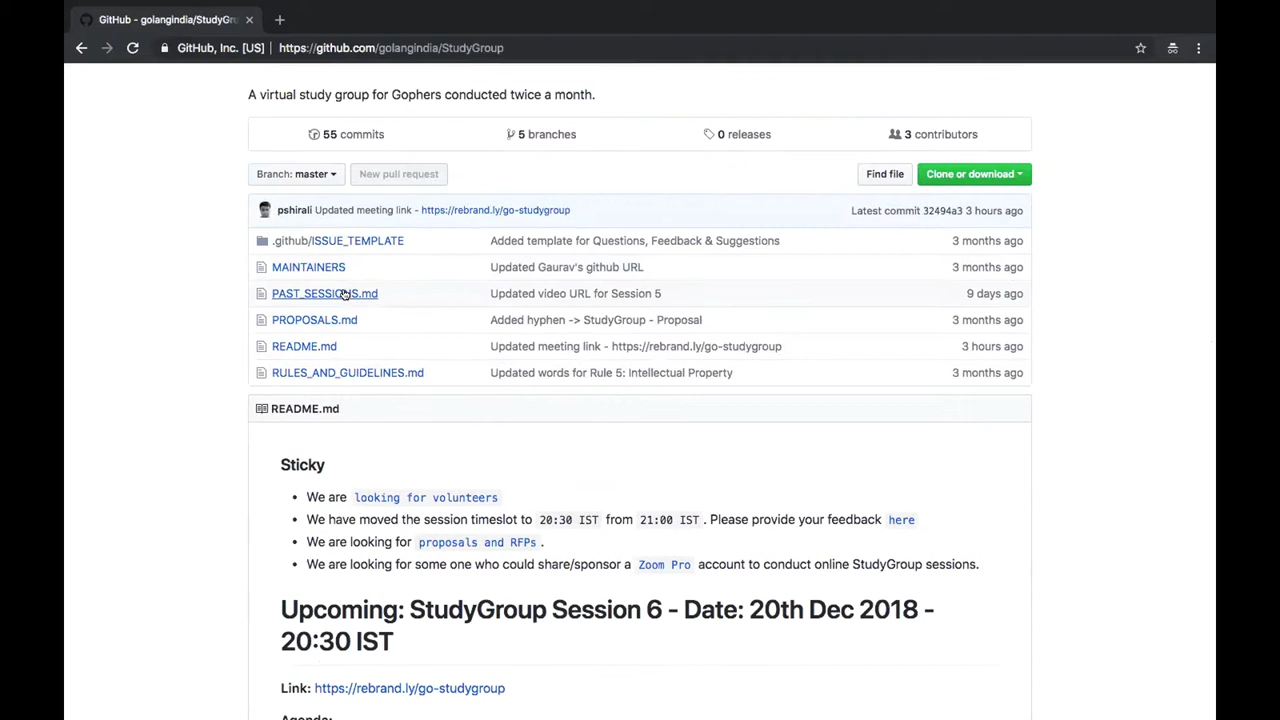 GitHub - golangindia/StudyGr
GitHub, Inc. [US] https://github.com/golangindia/StudyGroup
A virtual study group for Gophers conducted twice a month.
55 commits 5 branches 0 releases 3 contributors
Branch: master New pull request Find file Clone or download
pshirali Updated meeting link - https://rebrand.ly/go-studygroup Latest commit 32494a3 3 hours ago
.github/ISSUE_TEMPLATE Added template for Questions, Feedback & Suggestions 3 months ago
MAINTAINERS Updated Gaurav's github URL 3 months ago
PAST_SESSIONS.md Updated video URL for Session 5 9 days ago
PROPOSALS.md Added hyphen -> StudyGroup - Proposal 3 months ago
README.md Updated meeting link - https://rebrand.ly/go-studygroup 3 hours ago
RULES_AND_GUIDELINES.md Updated words for Rule 5: Intellectual Property 3 months ago
README.md
Sticky
• We are looking for volunteers
• We have moved the session timeslot to 20:30 IST from 21:00 IST. Please provide your feedback here
• We are looking for proposals and RFPs.
• We are looking for some one who could share/sponsor a Zoom Pro account to conduct online StudyGroup sessions.
Upcoming: StudyGroup Session 6 - Date: 20th Dec 2018 -
20:30 IST
Link: https://rebrand.ly/go-studygroup
Agenda: